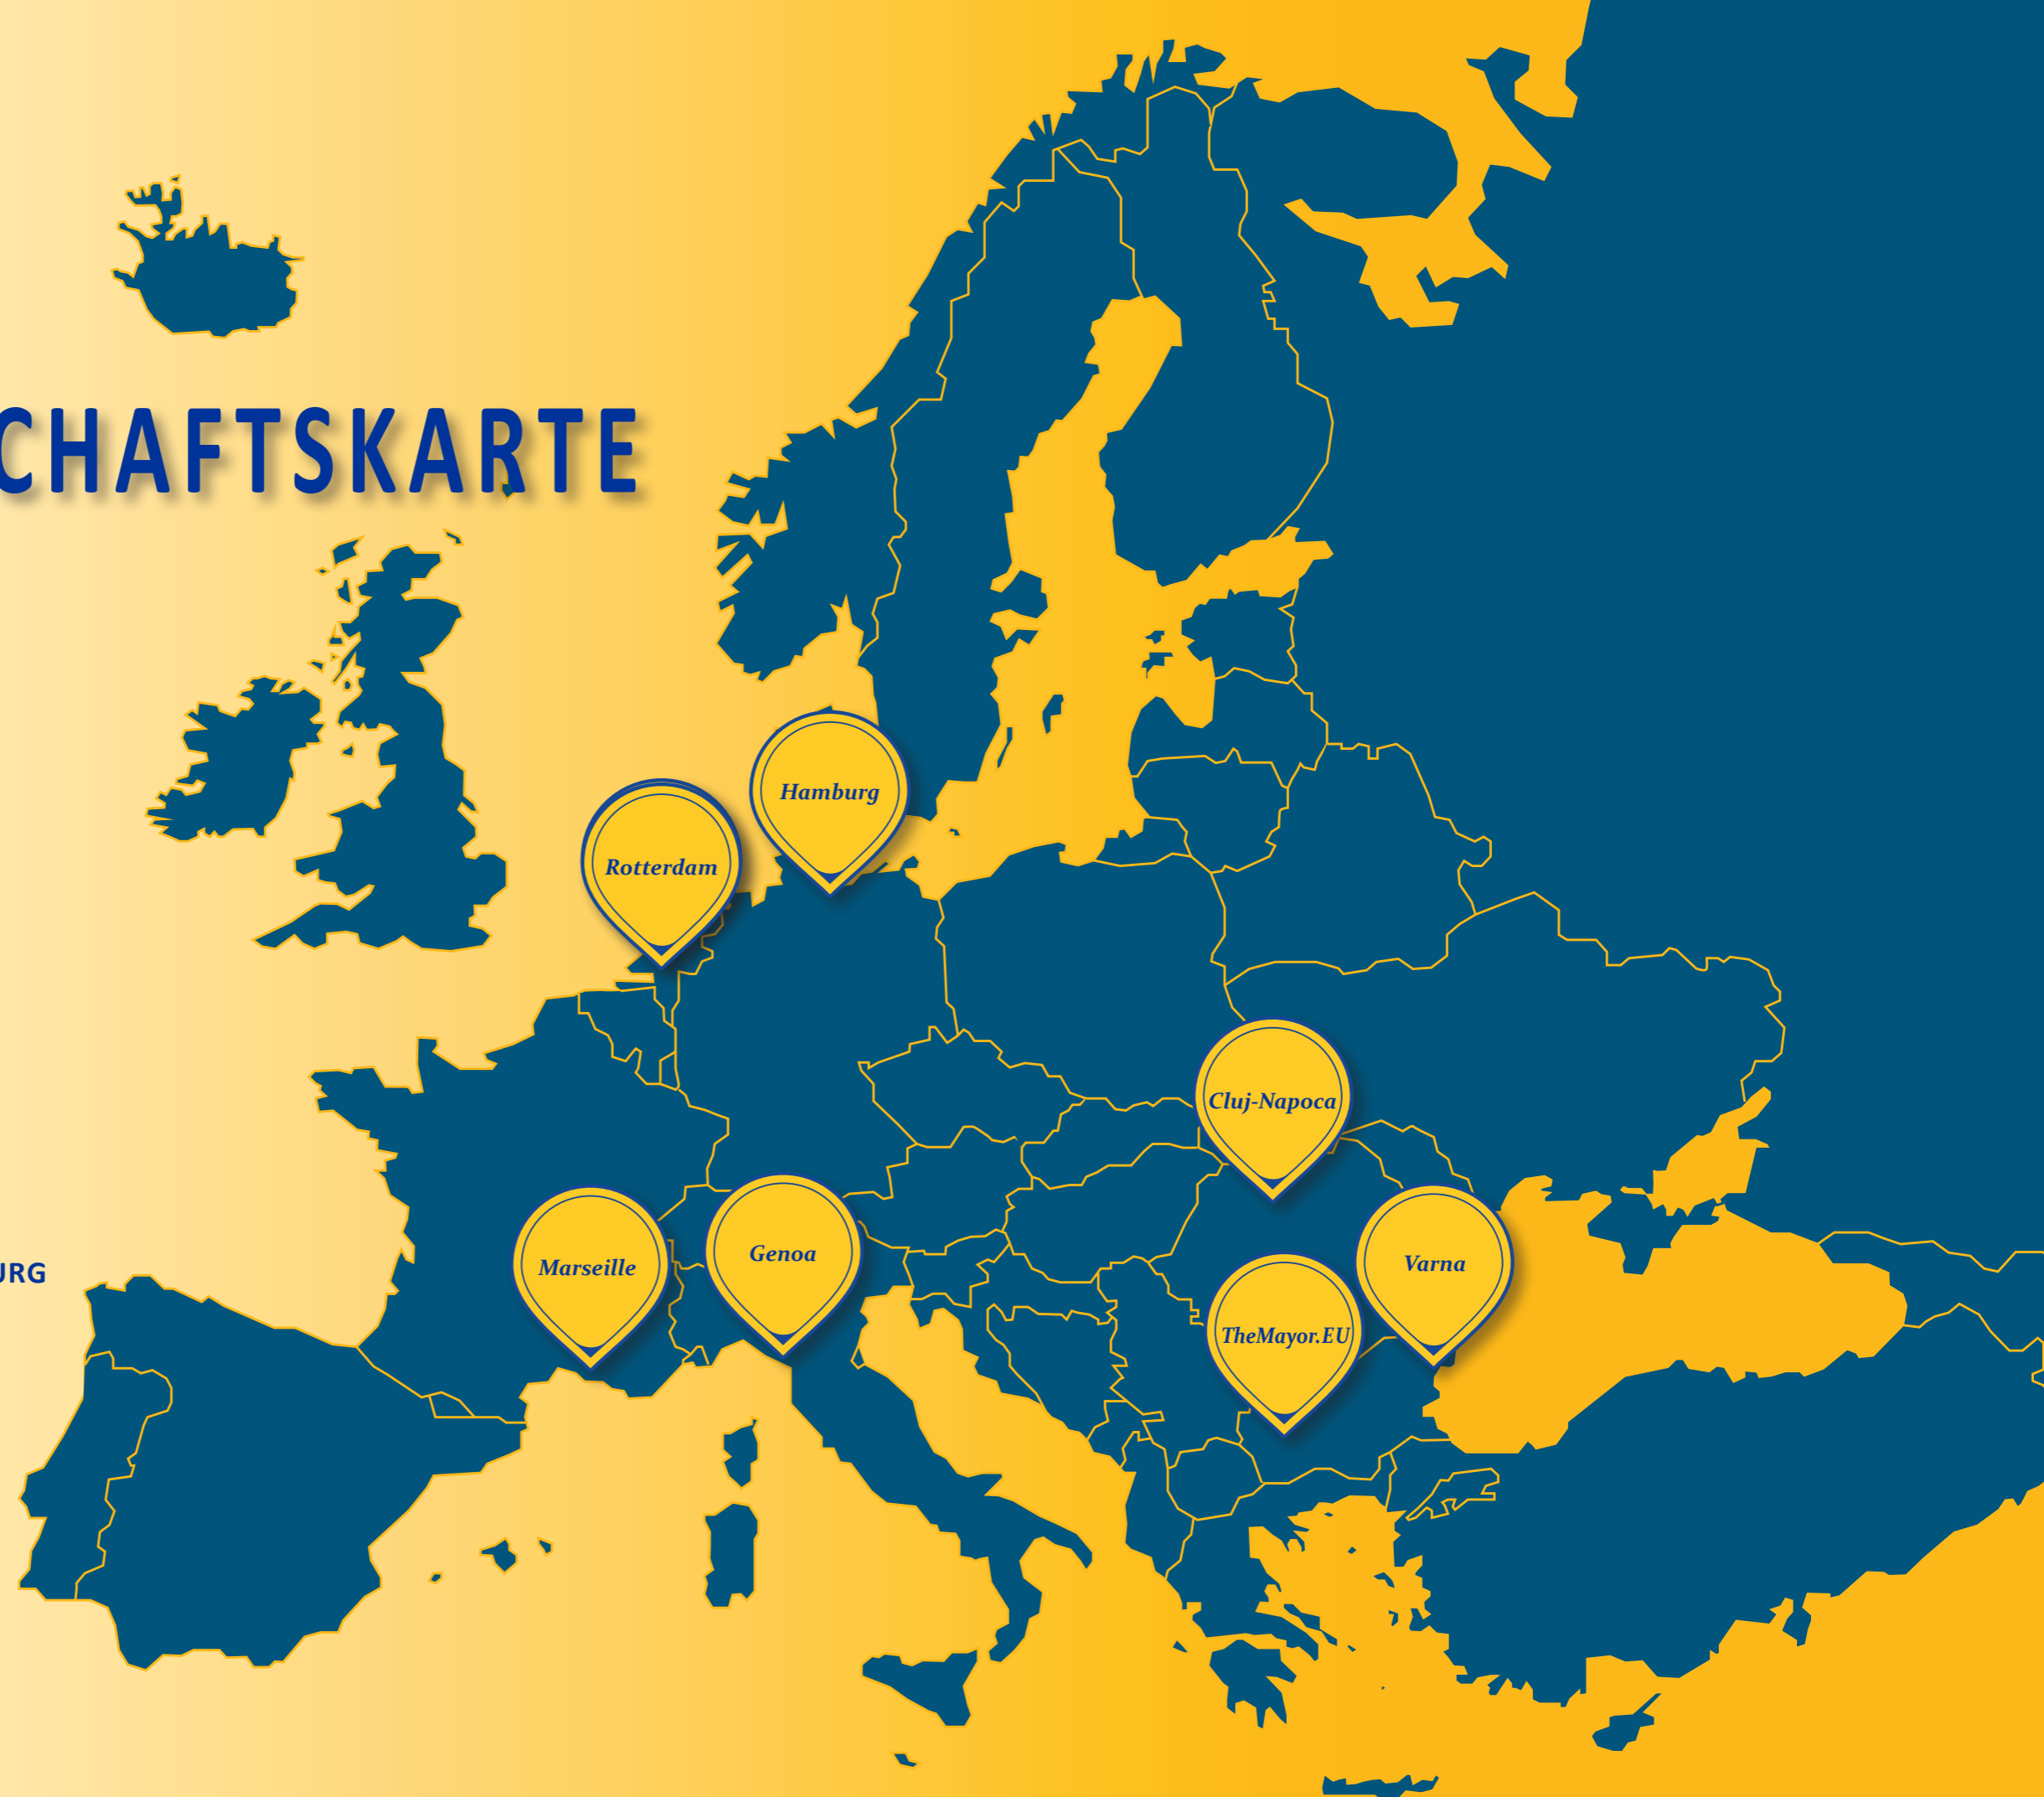 CHAFTSKARTE
Hamburg
Rotterdam
Cluj-Napoca
Marseille
Genoa
Varna
URG
TheMayor.EU